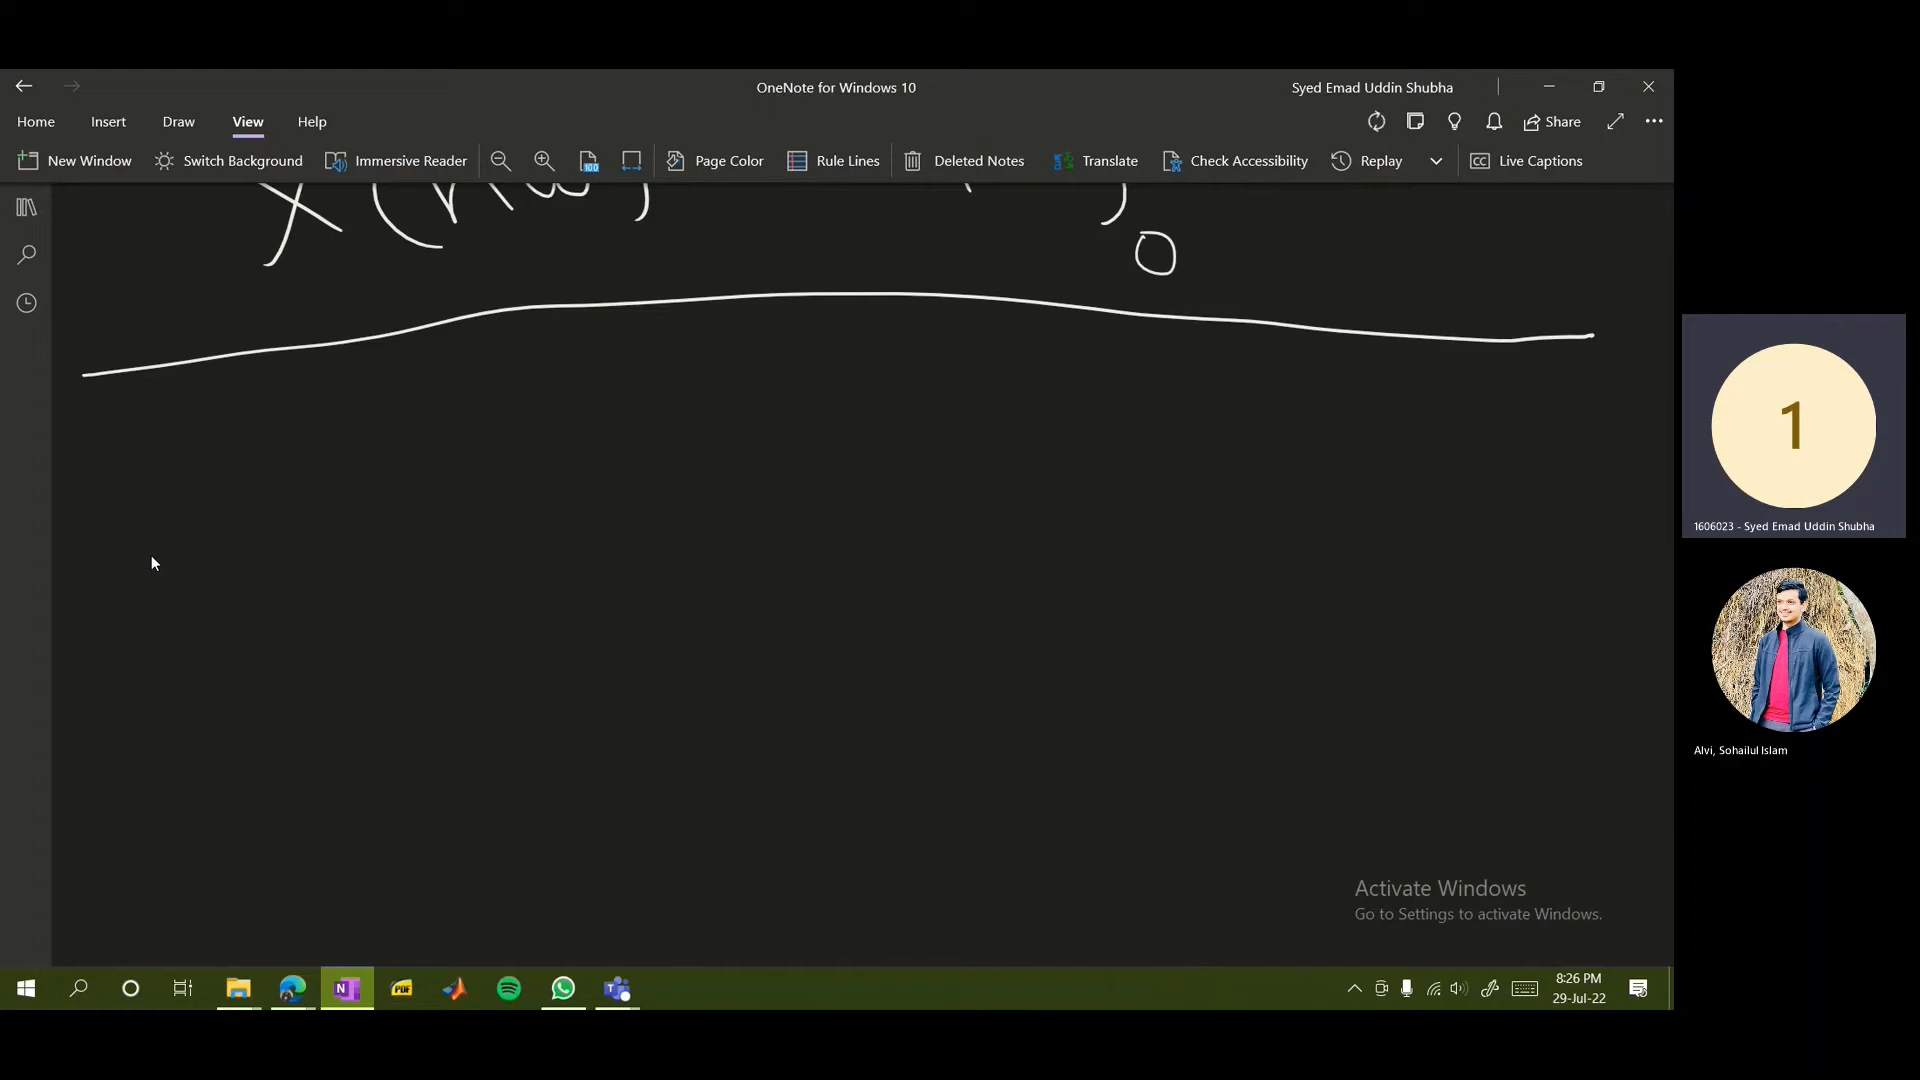 OneNote for Windows 10
Syed Emad Uddin Shubha
Home Insert Draw View Help
Share
New Window Switch Background Immersive Reader Page Color Rule Lines Deleted Notes Translate Check Accessibility Replay Live Captions
0
1
1606023 - Syed Emad Uddin Shubha
Alvi, Sohailul Islam
Activate Windows
Go to Settings to activate Windows.
8:26 PM
29-Jul-22